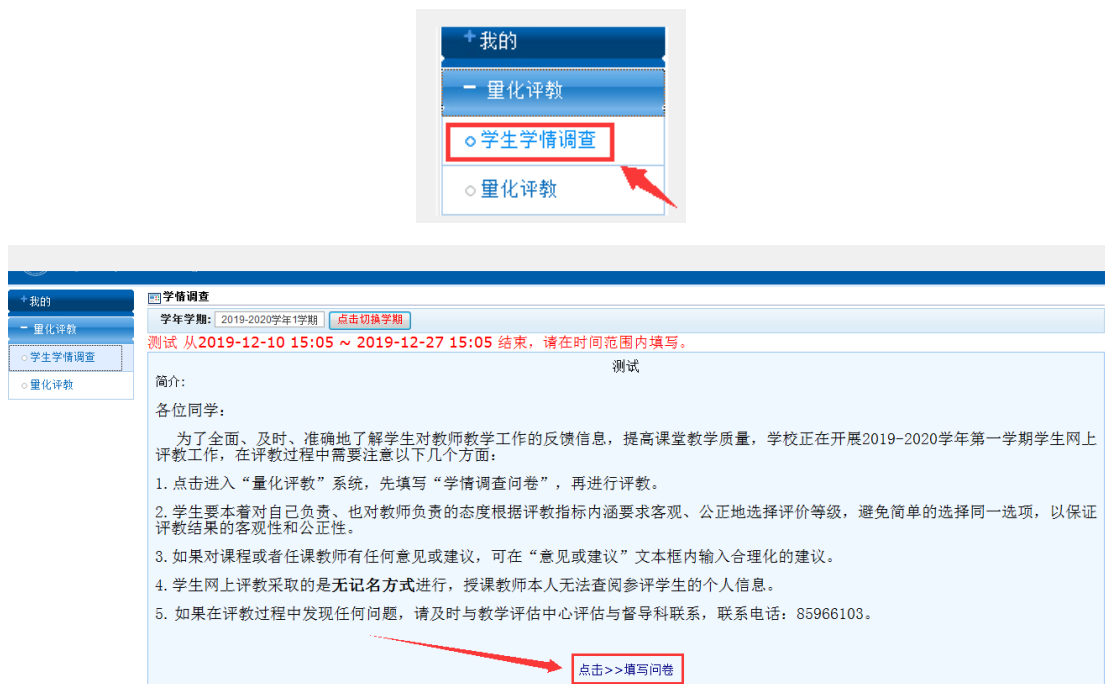 +我的
- 量化评教
学生学情调查
量化评教
+我的
- 量化评教
学生学情调查
量化评教
学情调查
学年学期: 2019-2020学年1学期 点击切换学期
测试 从2019-12-10 15:05 ~ 2019-12-27 15:05 结束，请在时间范围内填写。
测试
简介:
各位同学:
为了全面、及时、准确地了解学生对教师教学工作的反馈信息，提高课堂教学质量，学校正在开展2019-2020学年第一学期学生网上
评教工作，在评教过程中需要注意以下几个方面:
1. 点击进入“量化评教”系统，先填写“学情调查问卷”，再进行评教。
2. 学生要本着对自己负责、也对教师负责的态度根据评教指标内涵要求客观、公正地选择评价等级，避免简单的选择同一选项，以保证
评教结果的客观性和公正性。
3. 如果对课程或者任课教师有任何意见或建议，可在“意见或建议”文本框内输入合理化的建议。
4. 学生网上评教采取的是无记名方式进行，授课教师本人无法查阅参评学生的个人信息。
5. 如果在评教过程中发现任何问题，请及时与教学评估中心评估与督导科联系，联系电话: 85966103。
点击>>填写问卷